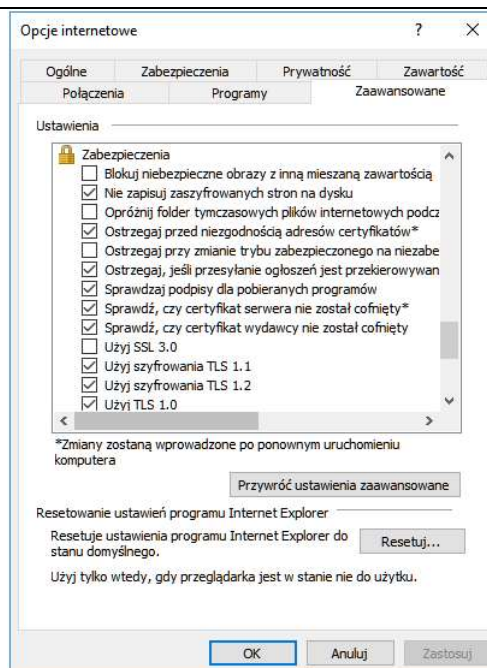 Opcje internetowe
Ogólne Zabezpieczenia Prywatność Zawartość
Połączenia Programy Zaawansowane
Ustawienia
Zabezpieczenia
Blokuj niebezpieczne obrazy z inną mieszaną zawartością
Nie zapisuj zaszyfrowanych stron na dysku
Opróżnij folder tymczasowych plików internetowych podcz
Ostrzegaj przed niezgodnością adresów certyfikatów*
Ostrzegaj przy zmianie trybu zabezpieczonego na niezabe
Ostrzegaj, jeśli przesyłanie ogłoszeń jest przekierowywan
Sprawdzaj podpisy dla pobieranych programów
Sprawdź, czy certyfikat serwera nie został cofnięty*
Sprawdź, czy certyfikat wydawcy nie został cofnięty
Użyj SSL 3.0
Użyj szyfrowania TLS 1.1
Użyj szyfrowania TLS 1.2
Użyj TLS 1.0
*Zmiany zostaną wprowadzone po ponownym uruchomieniu
komputera
Przywróć ustawienia zaawansowane
Resetowanie ustawień programu Internet Explorer
Resetuje ustawienia programu Internet Explorer do
stanu domyślnego.
Resetuj...
Użyj tylko wtedy, gdy przeglądarka jest w stanie nie do użytku.
OK Anuluj Zastosuj